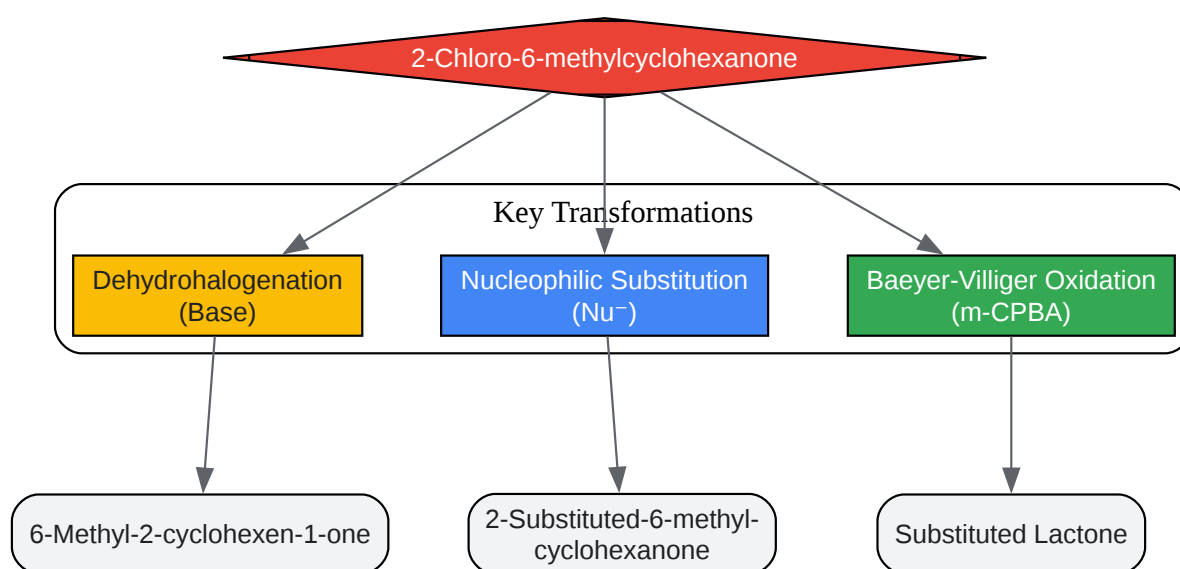 2-Chloro-6-methylcyclohexanone
Key Transformations
Dehydrohalogenation
(Base)
Nucleophilic Substitution
(Nu⁻)
Baeyer-Villiger Oxidation
(m-CPBA)
6-Methyl-2-cyclohexen-1-one
2-Substituted-6-methyl-
cyclohexanone
Substituted Lactone